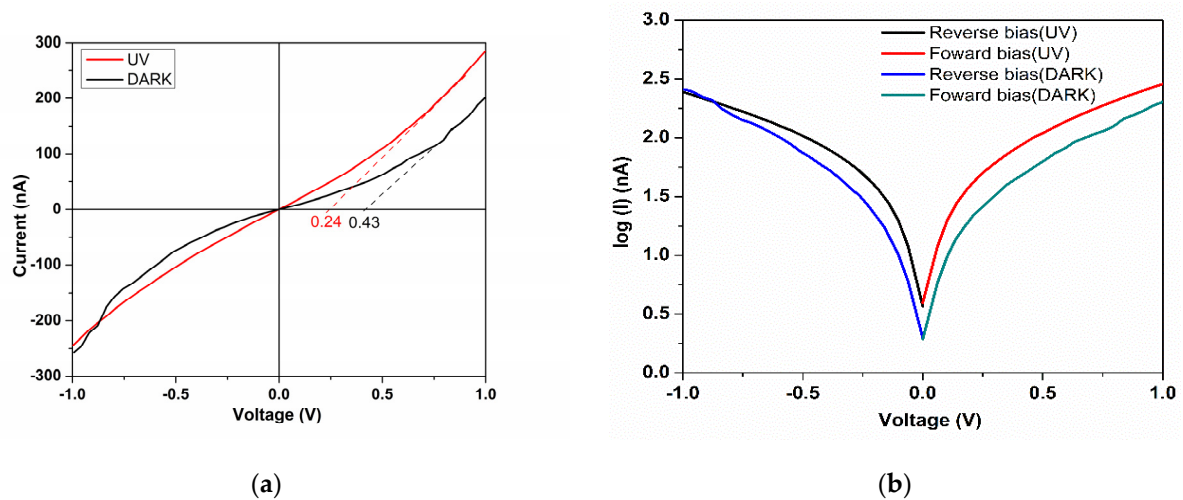 300
200
100
0
-100
-200
-300
Current (nA)
UV
DARK
0.24
0.43
-1.0
-0.5
0.0
0.5
1.0
Voltage (V)
(a)
3.0
2.5
2.0
1.5
1.0
0.5
0.0
log (I) (nA)
Reverse bias(UV)
Foward bias(UV)
Reverse bias(DARK)
Foward bias(DARK)
-1.0
-0.5
0.0
0.5
1.0
Voltage (V)
(b)